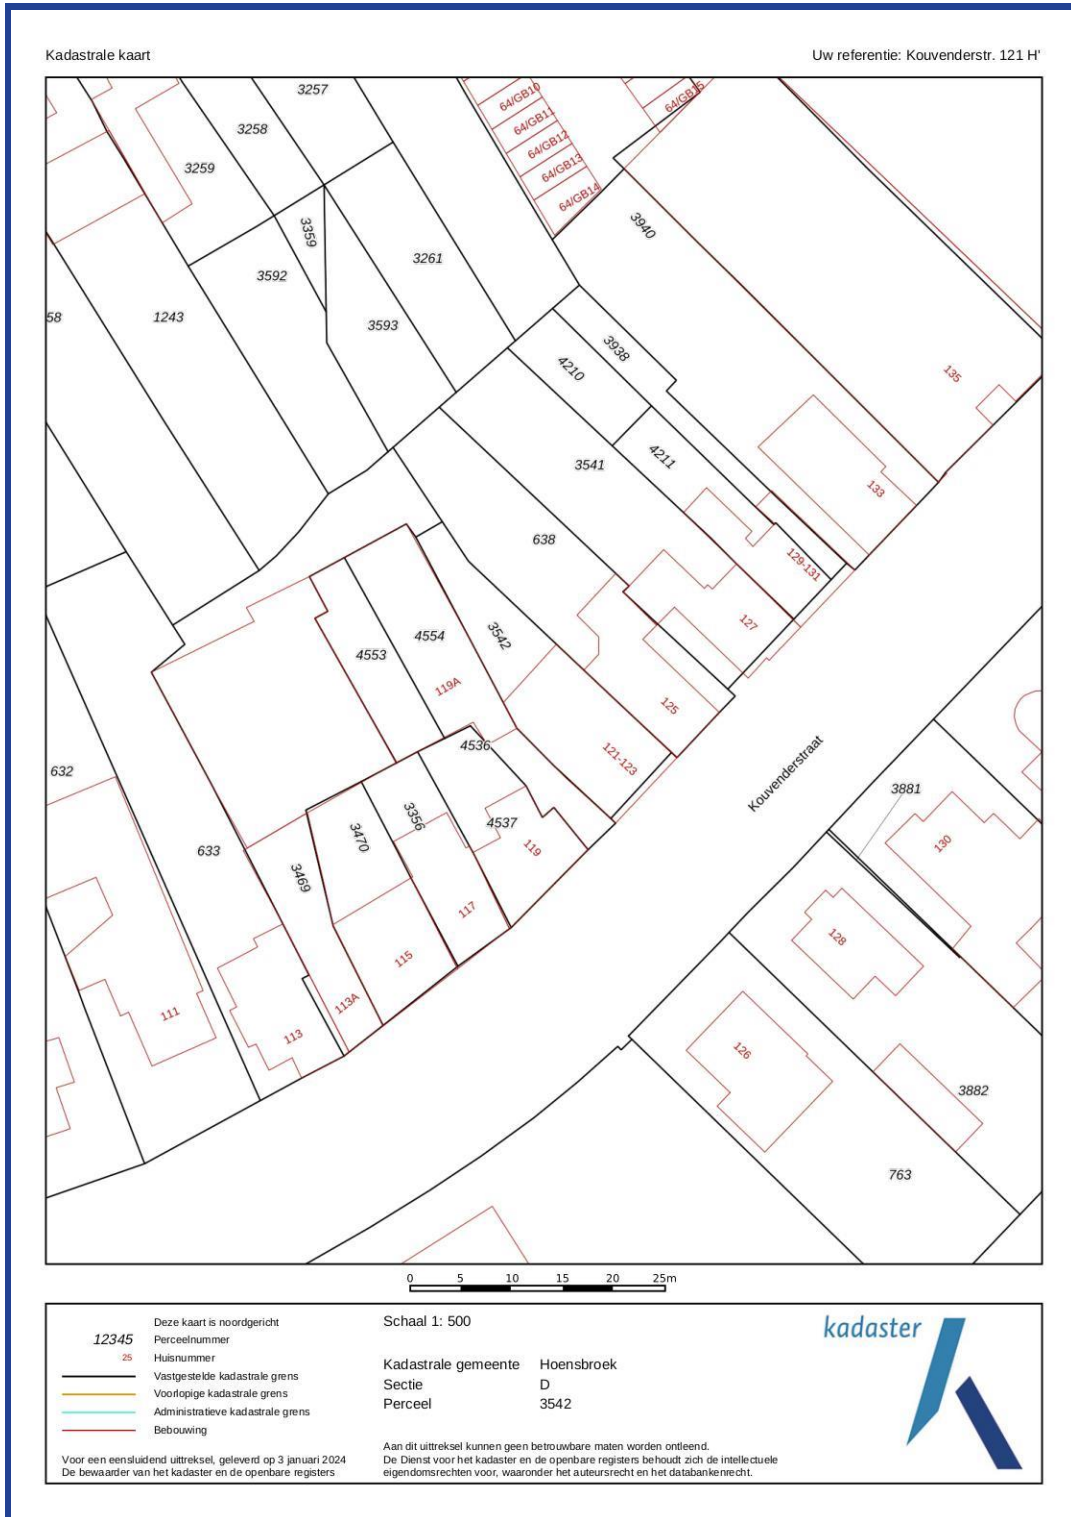 Kadastrale kaart
Uw referentie: Kouvenderstr. 121 H'
3257
3258
3259
64/GB10
64/GB11
64/GB12
64/GB13
64/GB14
64/GB15
3359
3940
3592
3261
58
1243
3593
3938
4210
135
3541
4211
133
638
129-131
127
3542
4554
4553
119A
125
4536
121-123
Kouvenderstraat
632
3881
3356
4537
3470
119
130
633
3469
117
128
115
113A
111
113
126
3882
763
0 5 10 15 20 25m
Deze kaart is noordgericht
12345 Perceelnummer
25 Huisnummer
Vastgestelde kadastrale grens
Voorlopige kadastrale grens
Administratieve kadastrale grens
Bebouwing
Voor een eensluidend uittreksel, geleverd op 3 januari 2024
De bewaarder van het kadaster en de openbare registers
Schaal 1: 500
Kadastrale gemeente Hoensbroek
Sectie D
Perceel 3542
Aan dit uittreksel kunnen geen betrouwbare maten worden ontleend.
De Dienst voor het kadaster en de openbare registers behoudt zich de intellectuele
eigendomsrechten voor, waaronder het auteursrecht en het databankenrecht.
kadaster